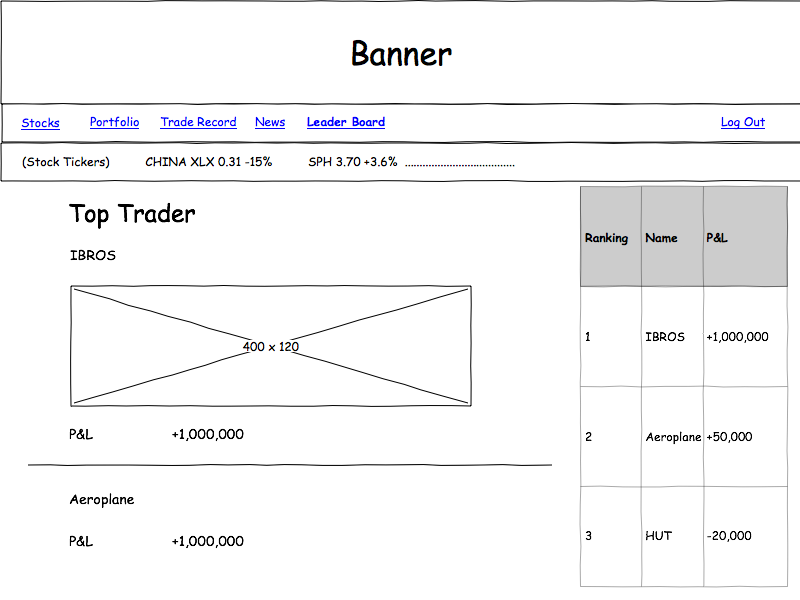 Banner
Stocks Portfolio Trade Record News Leader Board Log Out
(Stock Tickers) CHINA XLX 0.31 -15% SPH 3.70 +3.6% .....................................
Top Trader
IBROS
400 x 120
P&L +1,000,000
Aeroplane
P&L +1,000,000
Ranking Name P&L
1 IBROS +1,000,000
2 Aeroplane +50,000
3 HUT -20,000